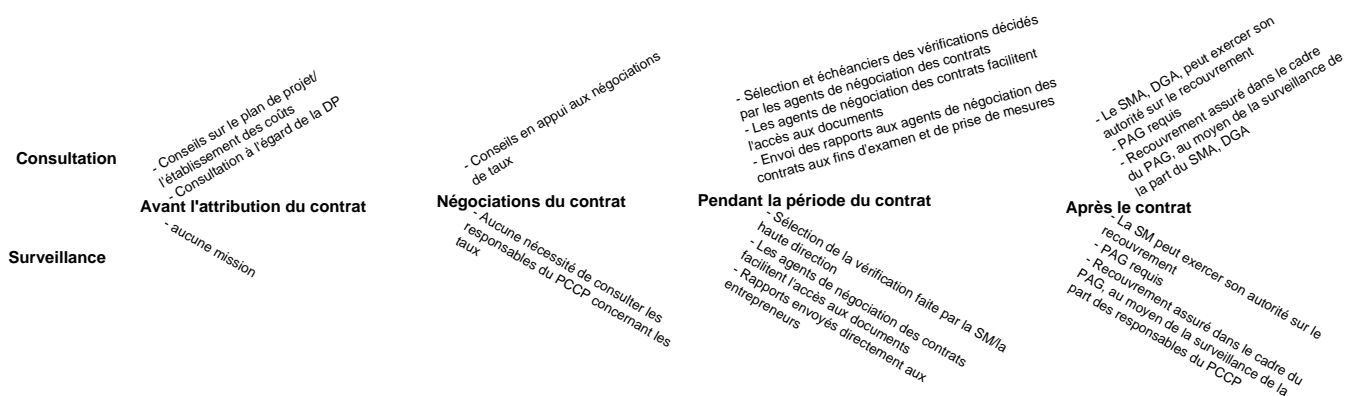 Consultation
- Conseils sur le plan de projet/
l'établissement des coûts
- Consultation à l'égard de la DP
- Conseils en appui aux négociations
de taux
- Sélection et échéanciers des vérifications décidés
par les agents de négociation des contrats
- Les agents de négociation des contrats facilitent
l'accès aux documents
- Envoi des rapports aux agents de négociation des
contrats aux fins d'examen et de prise de mesures
- Le SMA, DGA, peut exercer son
autorité sur le recouvrement
- PAG requis
- Recouvrement assuré dans le cadre
du PAG, au moyen de la surveillance de
la part du SMA, DGA
Avant l'attribution du contrat
Négociations du contrat
Pendant la période du contrat
Après le contrat
Surveillance
- aucune mission
- Aucune nécessité de consulter les
responsables du PCCP concernant les
taux
- Sélection de la vérification faite par la SM/la
haute direction
- Les agents de négociation des contrats
facilitent l'accès aux documents
- Rapports envoyés directement aux
entrepreneurs
- La SM peut exercer son autorité sur le
recouvrement
- PAG requis
- Recouvrement assuré dans le cadre du
PAG, au moyen de la surveillance de la
part des responsables du PCCP